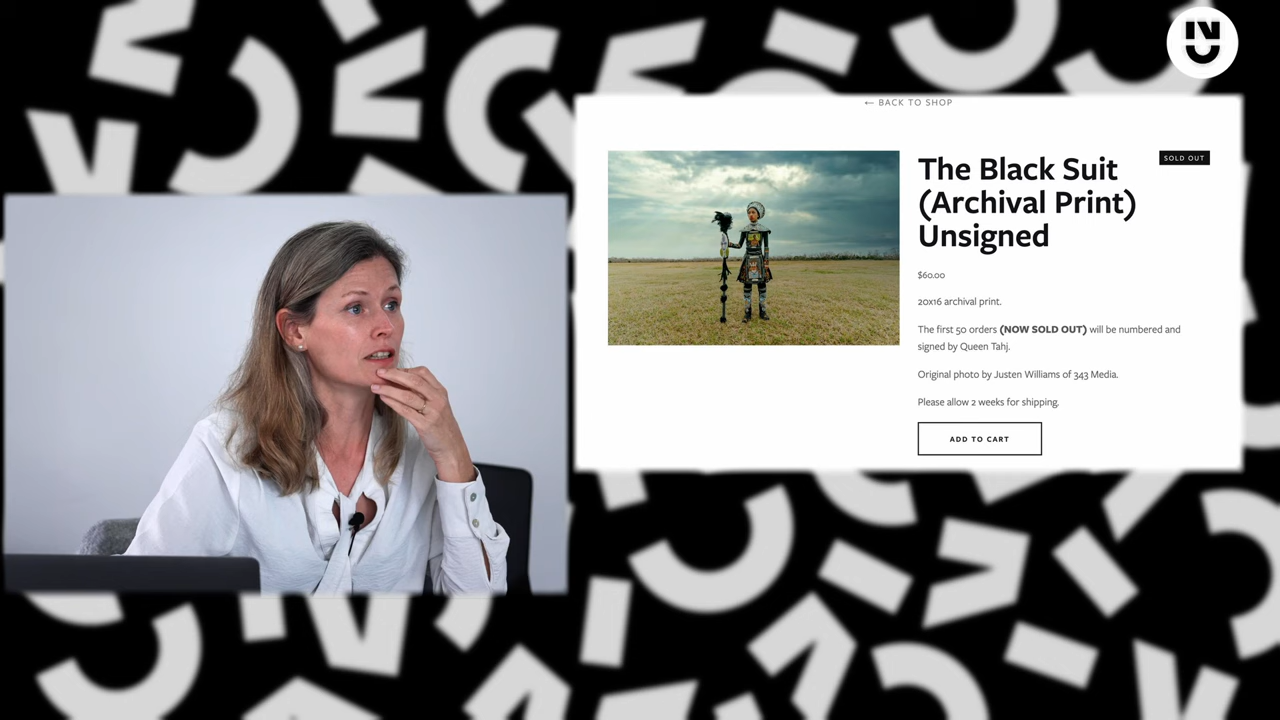 ← BACK TO SHOP
The Black Suit
(Archival Print)
Unsigned
SOLD OUT
$60.00
20x16 archival print.
The first 50 orders (NOW SOLD OUT) will be numbered and
signed by Queen Tahj.
Original photo by Justen Williams of 343 Media.
Please allow 2 weeks for shipping.
ADD TO CART